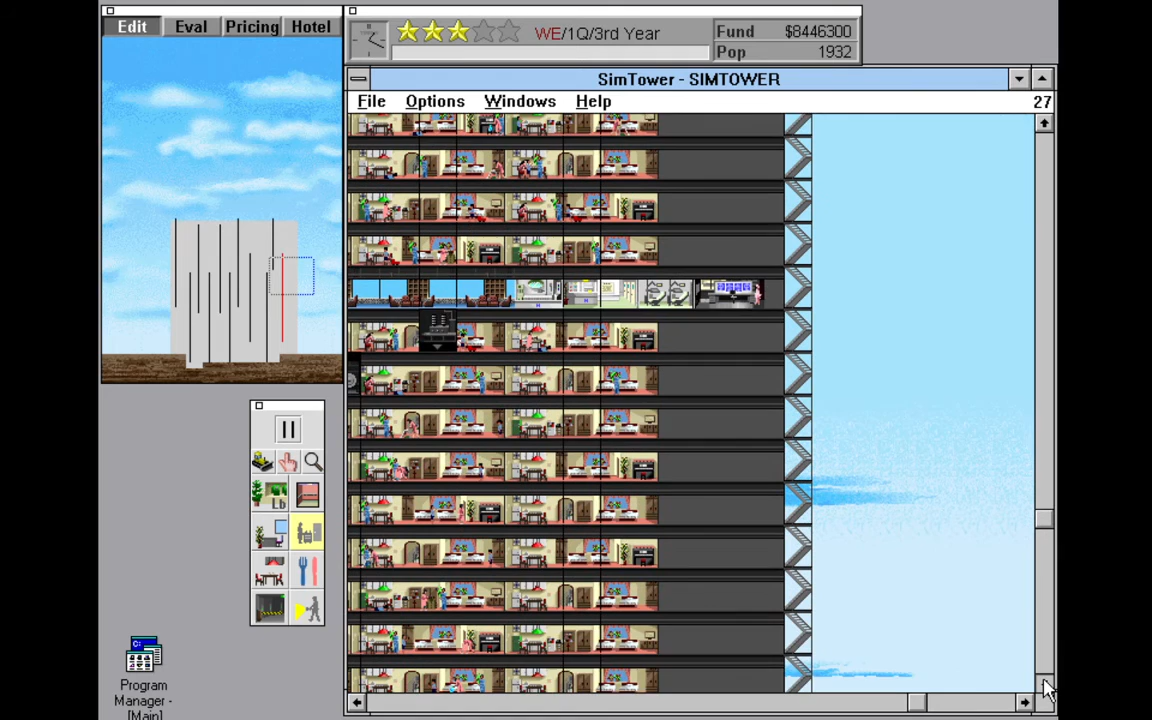 Edit Eval Pricing Hotel
WE/1Q/3rd Year
Fund $8446300
Pop 1932
SimTower - SIMTOWER
File Options Windows Help 27
Lb
C:\
Program
Manager -
[Main]